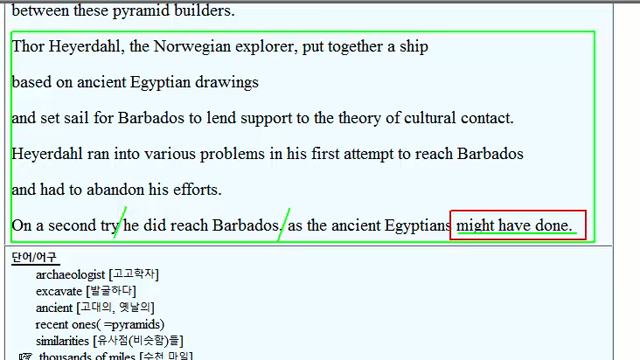 between these pyramid builders.
Thor Heyerdahl, the Norwegian explorer, put together a ship
based on ancient Egyptian drawings
and set sail for Barbados to lend support to the theory of cultural contact.
Heyerdahl ran into various problems in his first attempt to reach Barbados
and had to abandon his efforts.
On a second try he did reach Barbados, as the ancient Egyptians might have done.
단어/어구
archaeologist [고고학자]
excavate [발굴하다]
ancient [고대의, 옛날의]
recent ones( =pyramids)
similarities [유사점(비슷함)들]
☞ thousands of miles [수천 마일]